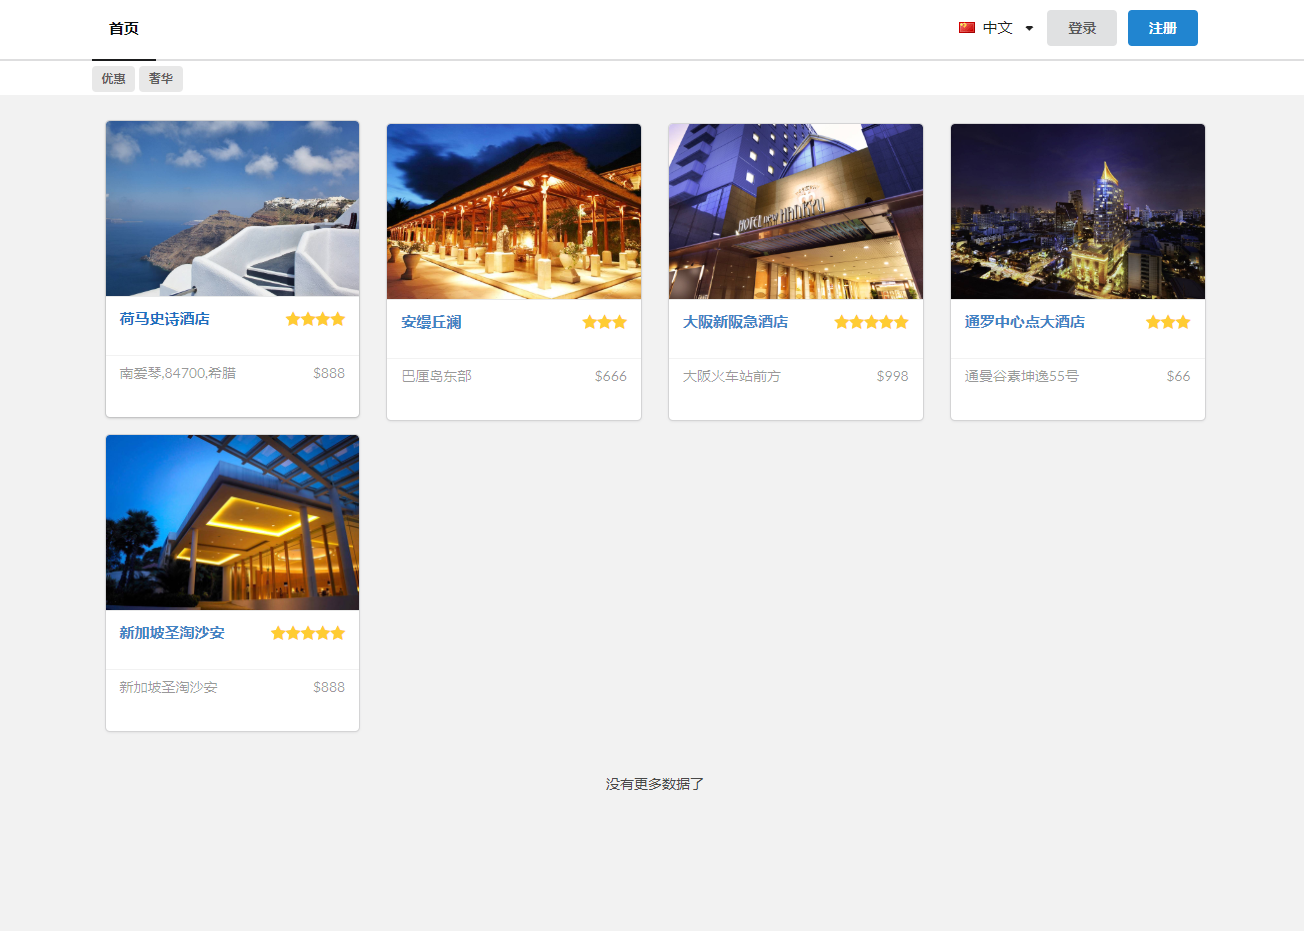 首页
中文
登录
注册
优惠
奢华
HOTEL new HANKYU
荷马史诗酒店
南爱琴,84700,希腊 $888
安缦丘澜
巴厘岛东部 $666
大阪新阪急酒店
大阪火车站前方 $998
通罗中心点大酒店
通曼谷素坤逸55号 $66
新加坡圣淘沙安
新加坡圣淘沙安 $888
没有更多数据了